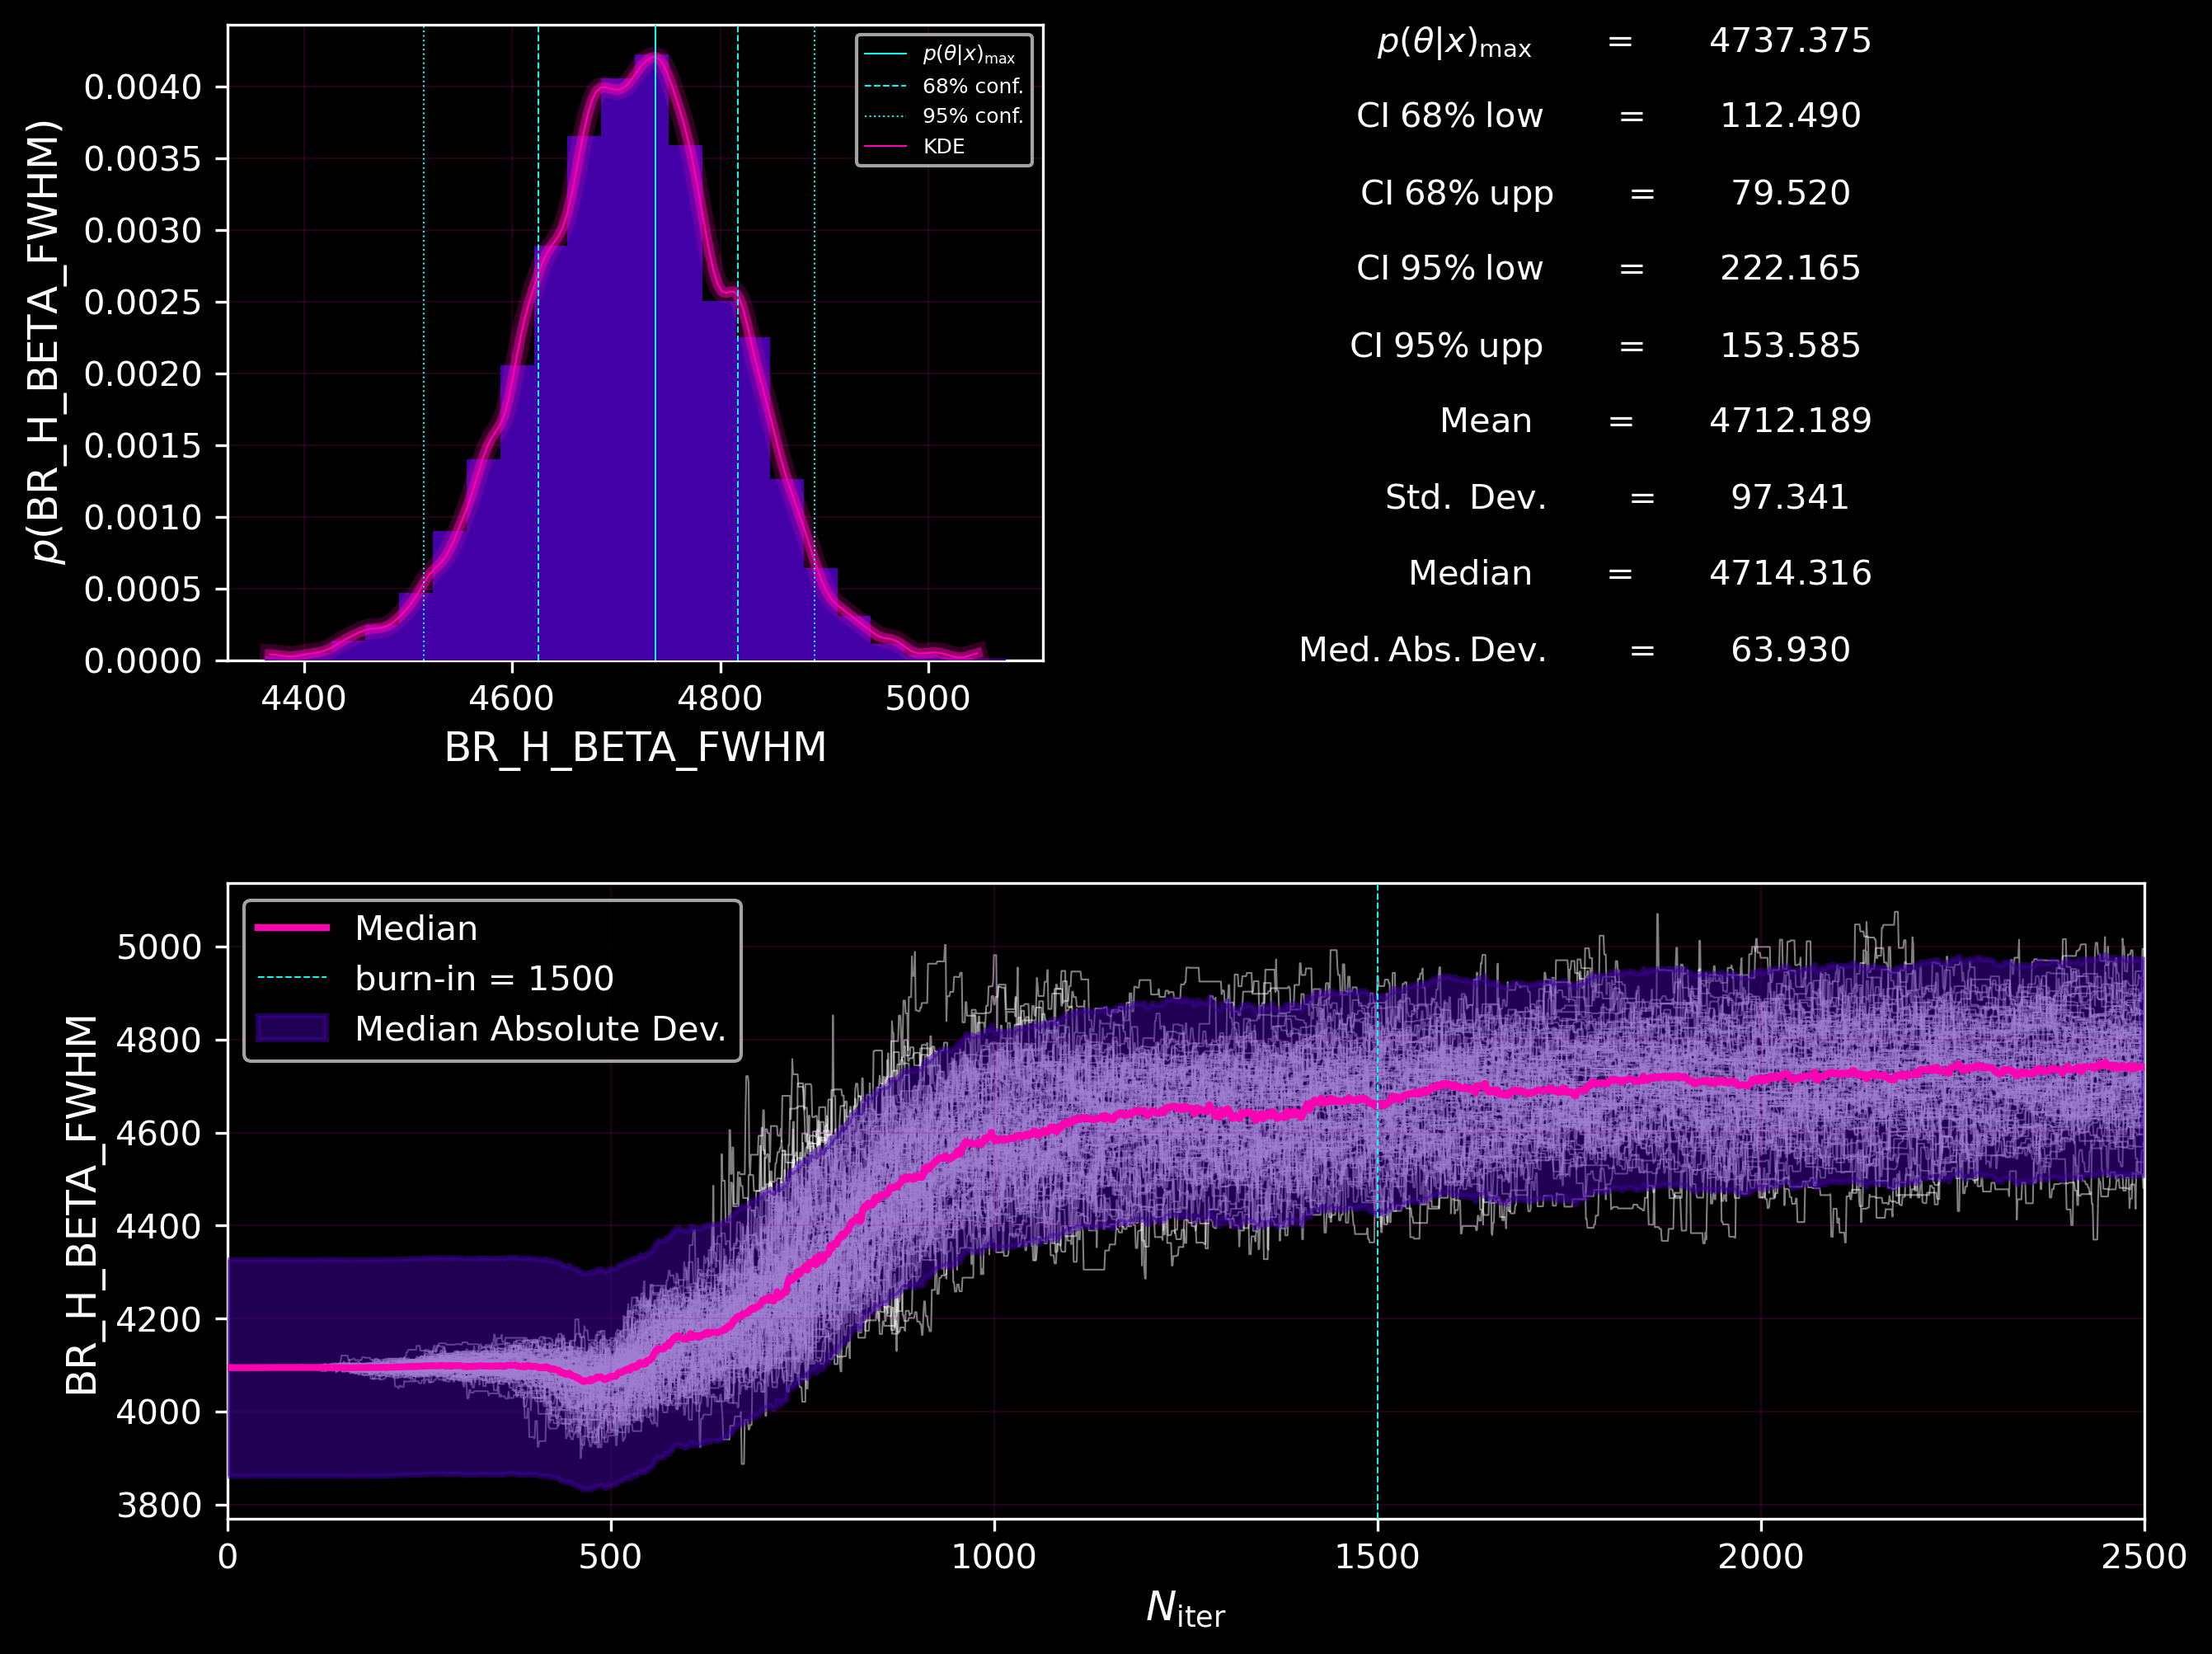 p(BR_H_BETA_FWHM)
0.0040
0.0035
0.0030
0.0025
0.0020
0.0015
0.0010
0.0005
0.0000
4400 4600 4800 5000
BR_H_BETA_FWHM
p(θ|x)max
68% conf.
95% conf.
KDE
p(θ|x)max = 4737.375
CI 68% low = 112.490
CI 68% upp = 79.520
CI 95% low = 222.165
CI 95% upp = 153.585
Mean = 4712.189
Std. Dev. = 97.341
Median = 4714.316
Med. Abs. Dev. = 63.930
BR_H_BETA_FWHM
5000
4800
4600
4400
4200
4000
3800
Median
burn-in = 1500
Median Absolute Dev.
0 500 1000 1500 2000 2500
Niter